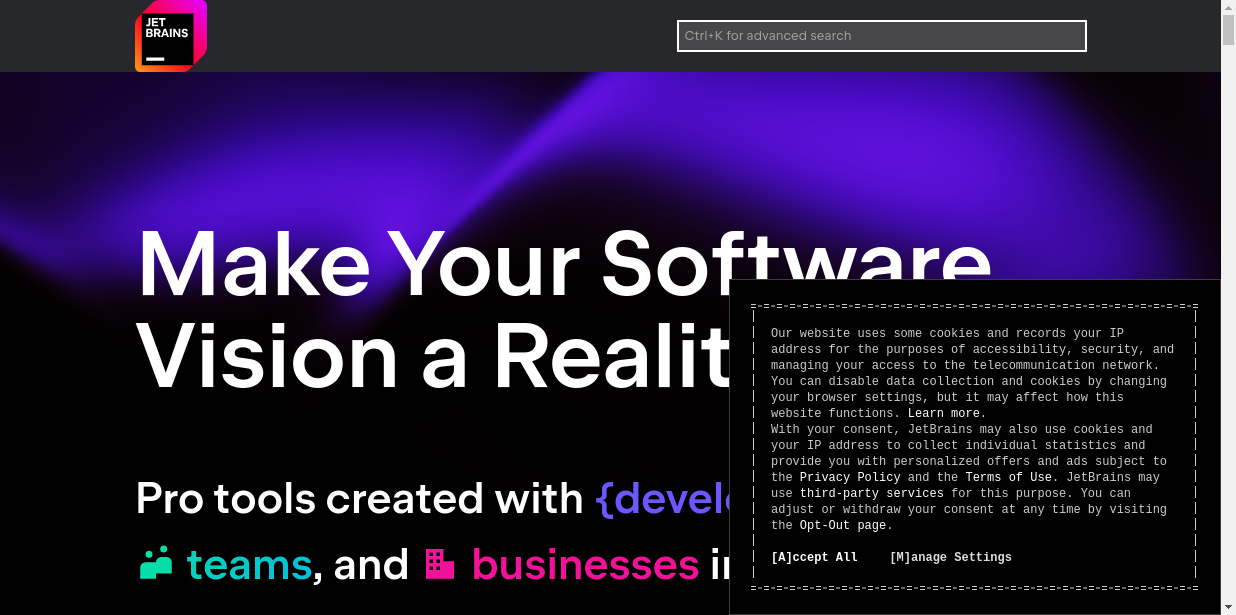 JET
BRAINS
Ctrl+K for advanced search
Make Your Software
Vision a Realit
Pro tools created with {develo
teams, and businesses in
Our website uses some cookies and records your IP
address for the purposes of accessibility, security, and
managing your access to the telecommunication network.
You can disable data collection and cookies by changing
your browser settings, but it may affect how this
website functions. Learn more.
With your consent, JetBrains may also use cookies and
your IP address to collect individual statistics and
provide you with personalized offers and ads subject to
the Privacy Policy and the Terms of Use. JetBrains may
use third-party services for this purpose. You can
adjust or withdraw your consent at any time by visiting
the Opt-Out page.
[A]ccept All [M]anage Settings